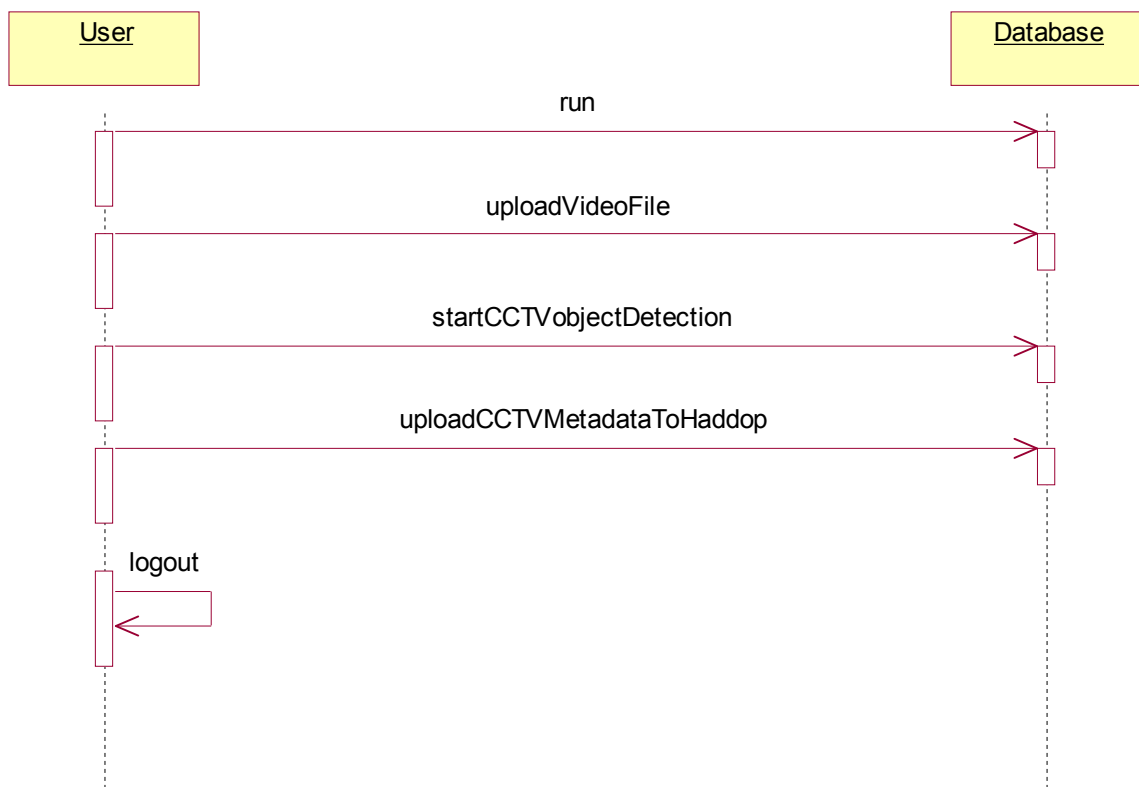 User
Database
run
uploadVideoFile
startCCTVobjectDetection
uploadCCTVMetadataToHaddop
logout